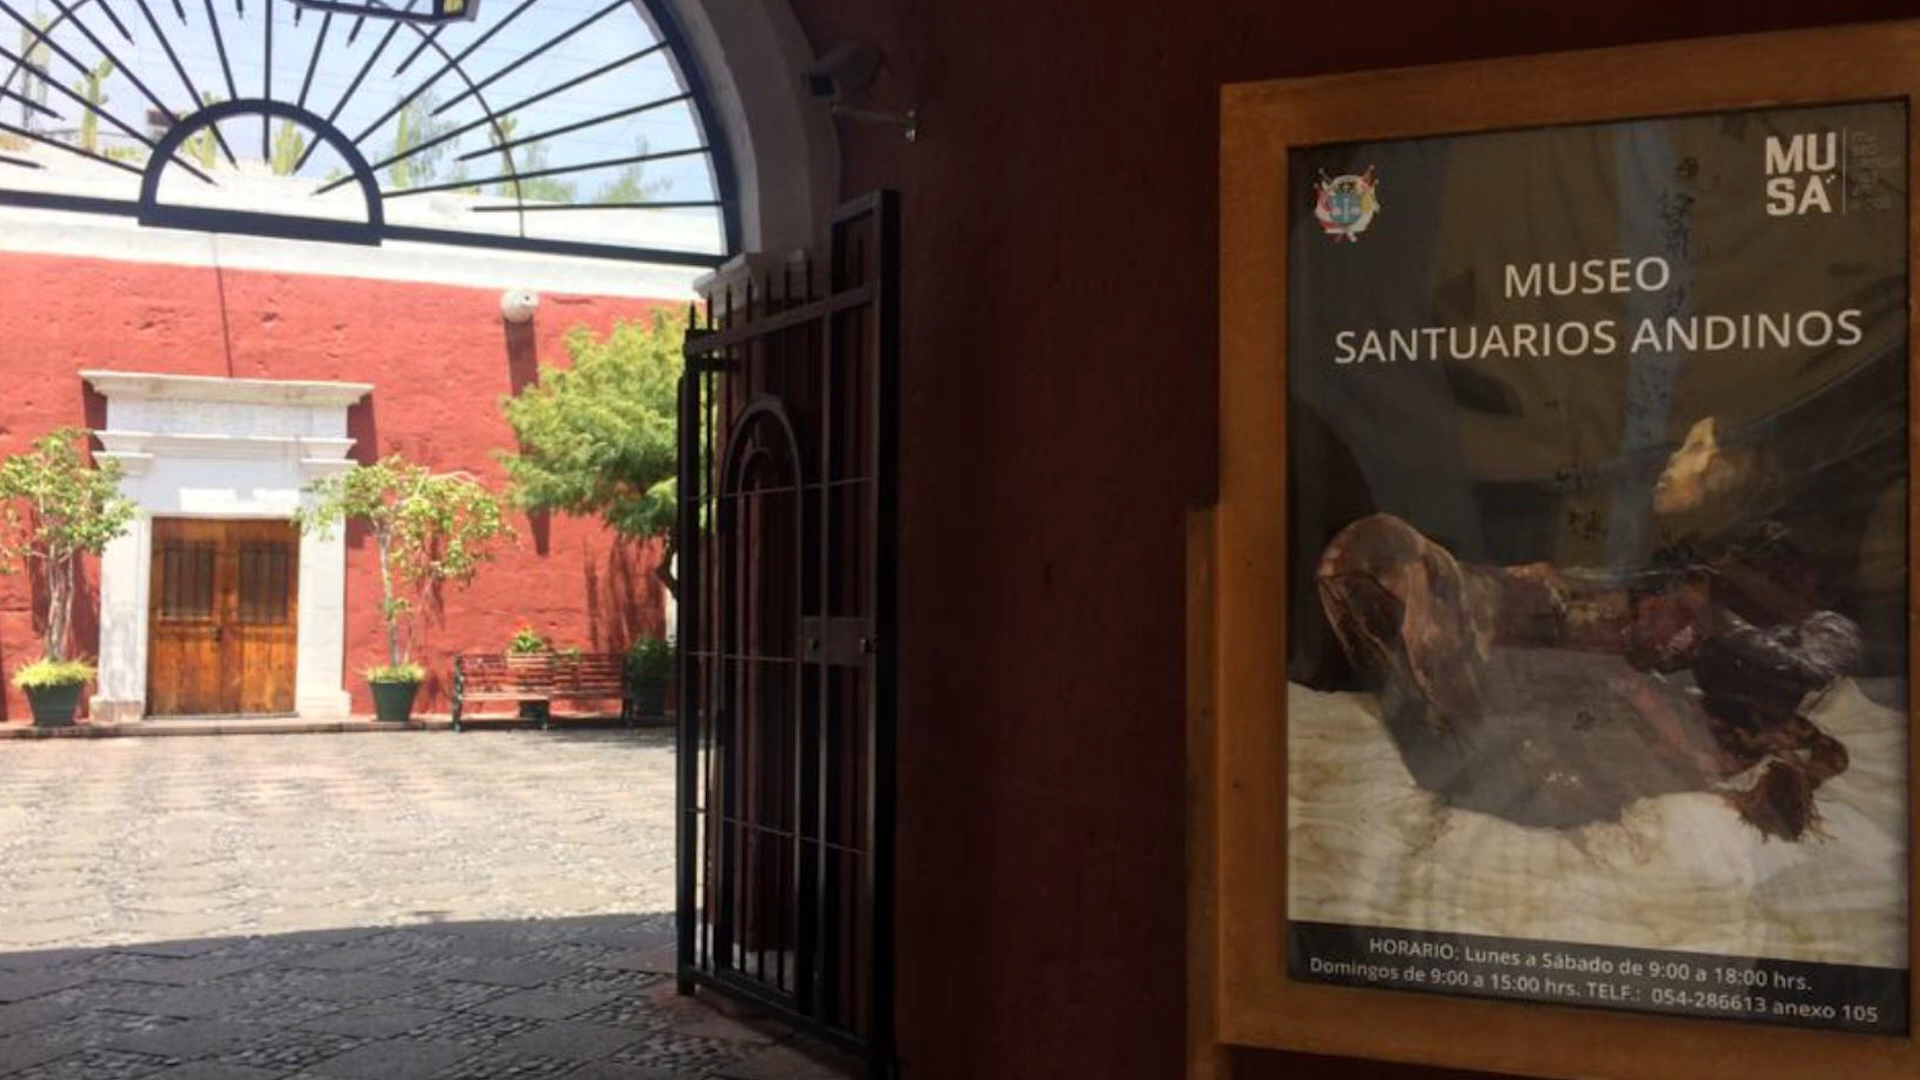 MU
SA
MUSEO
SANTUARIOS ANDINOS
HORARIO: Lunes a Sábado de 9:00 a 18:00 hrs.
Domingos de 9:00 a 15:00 hrs. TELF.: 054-286613 anexo 105